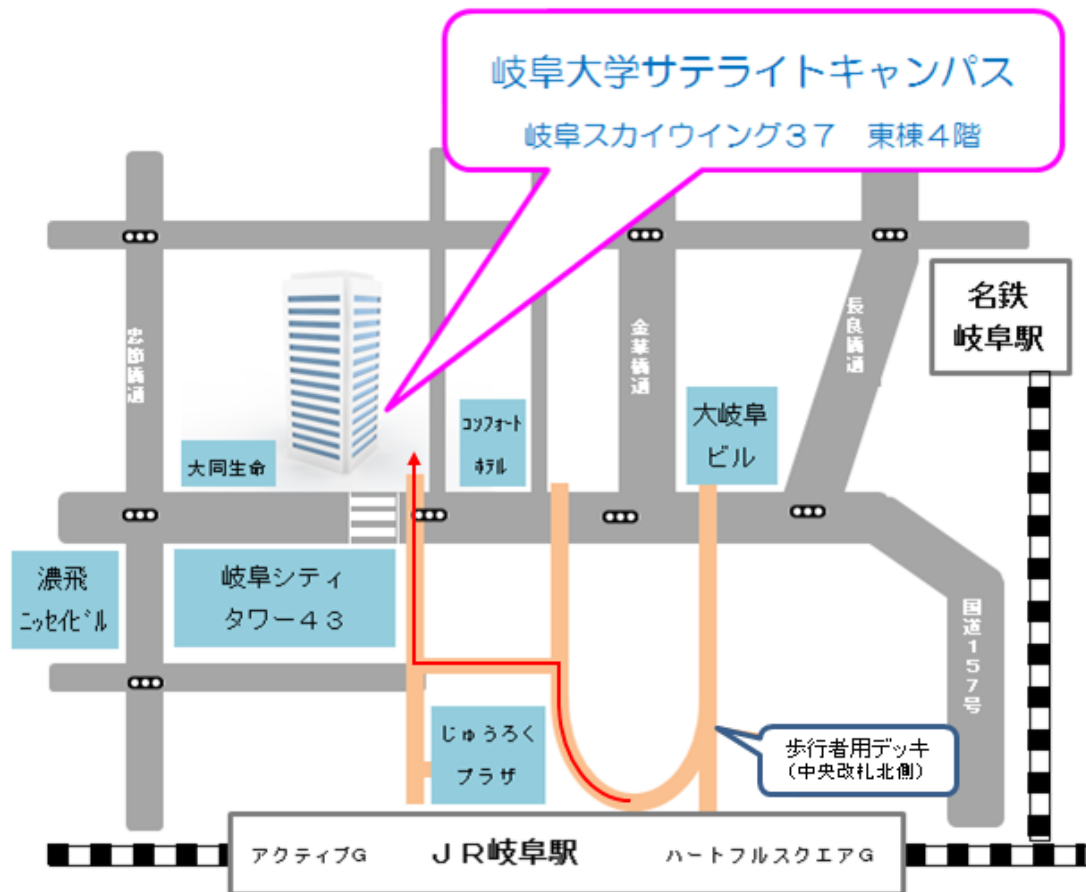 岐阜大学サテライトキャンパス
岐阜スカイウイング37　東棟4階
名鉄
岐阜駅
忠節橋通
金華橋通
長良橋通
コンフォート
ホテル
大岐阜
ビル
大同生命
濃飛
ニッセイビル
岐阜シティ
タワー43
国道157号
じゅうろく
プラザ
歩行者用デッキ
（中央改札北側）
アクティブG
JR岐阜駅
ハートフルスクエアG